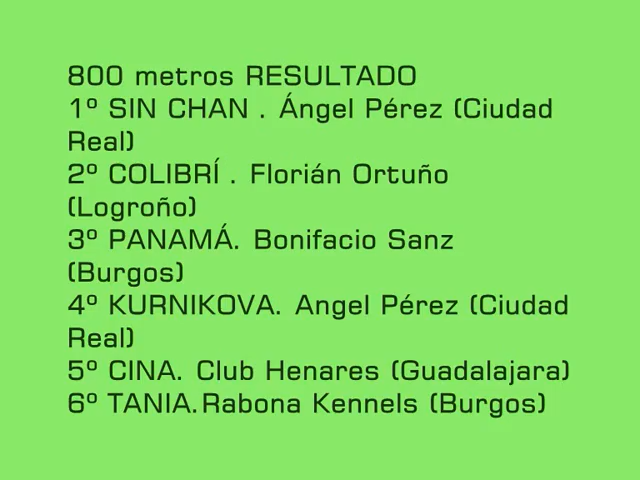 800 metros RESULTADO
1º SIN CHAN . Ángel Pérez (Ciudad
Real)
2º COLIBRÍ . Florián Ortuño
(Logroño)
3º PANAMÁ. Bonifacio Sanz
(Burgos)
4º KURNIKOVA. Angel Pérez (Ciudad
Real)
5º CINA. Club Henares (Guadalajara)
6º TANIA.Rabona Kennels (Burgos)